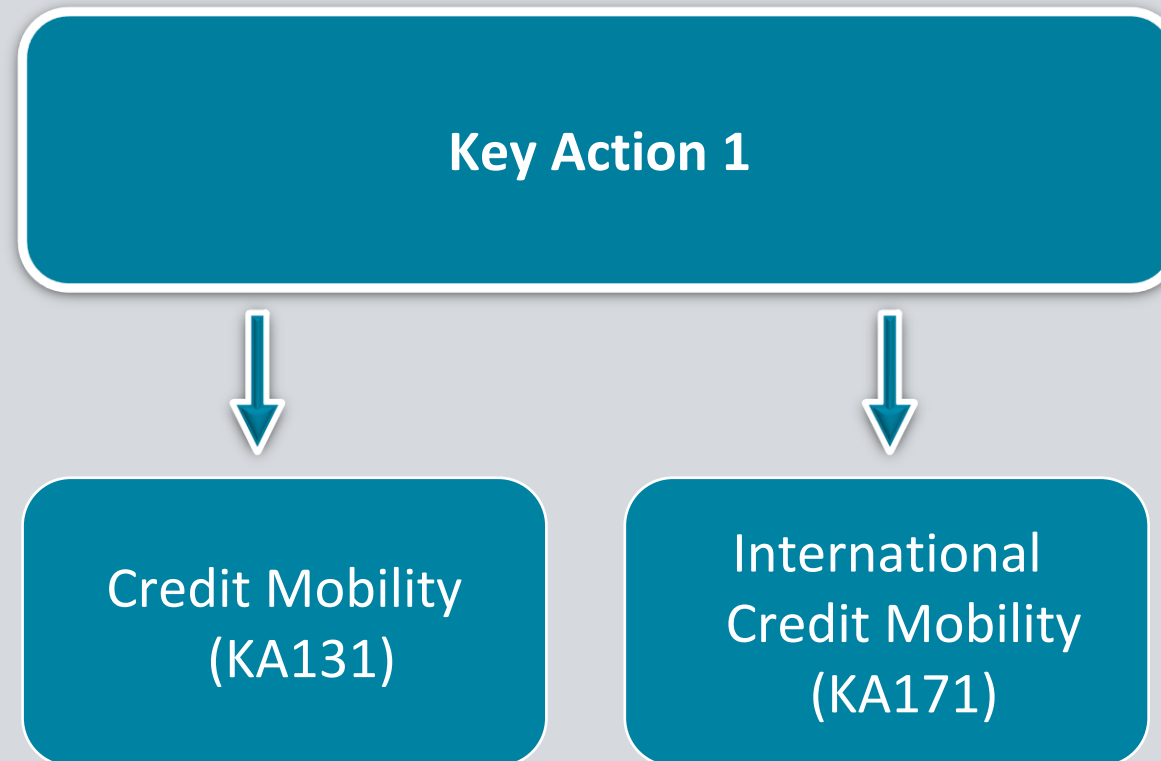 Key Action 1
Credit Mobility
(KA131)
International
Credit Mobility
(KA171)